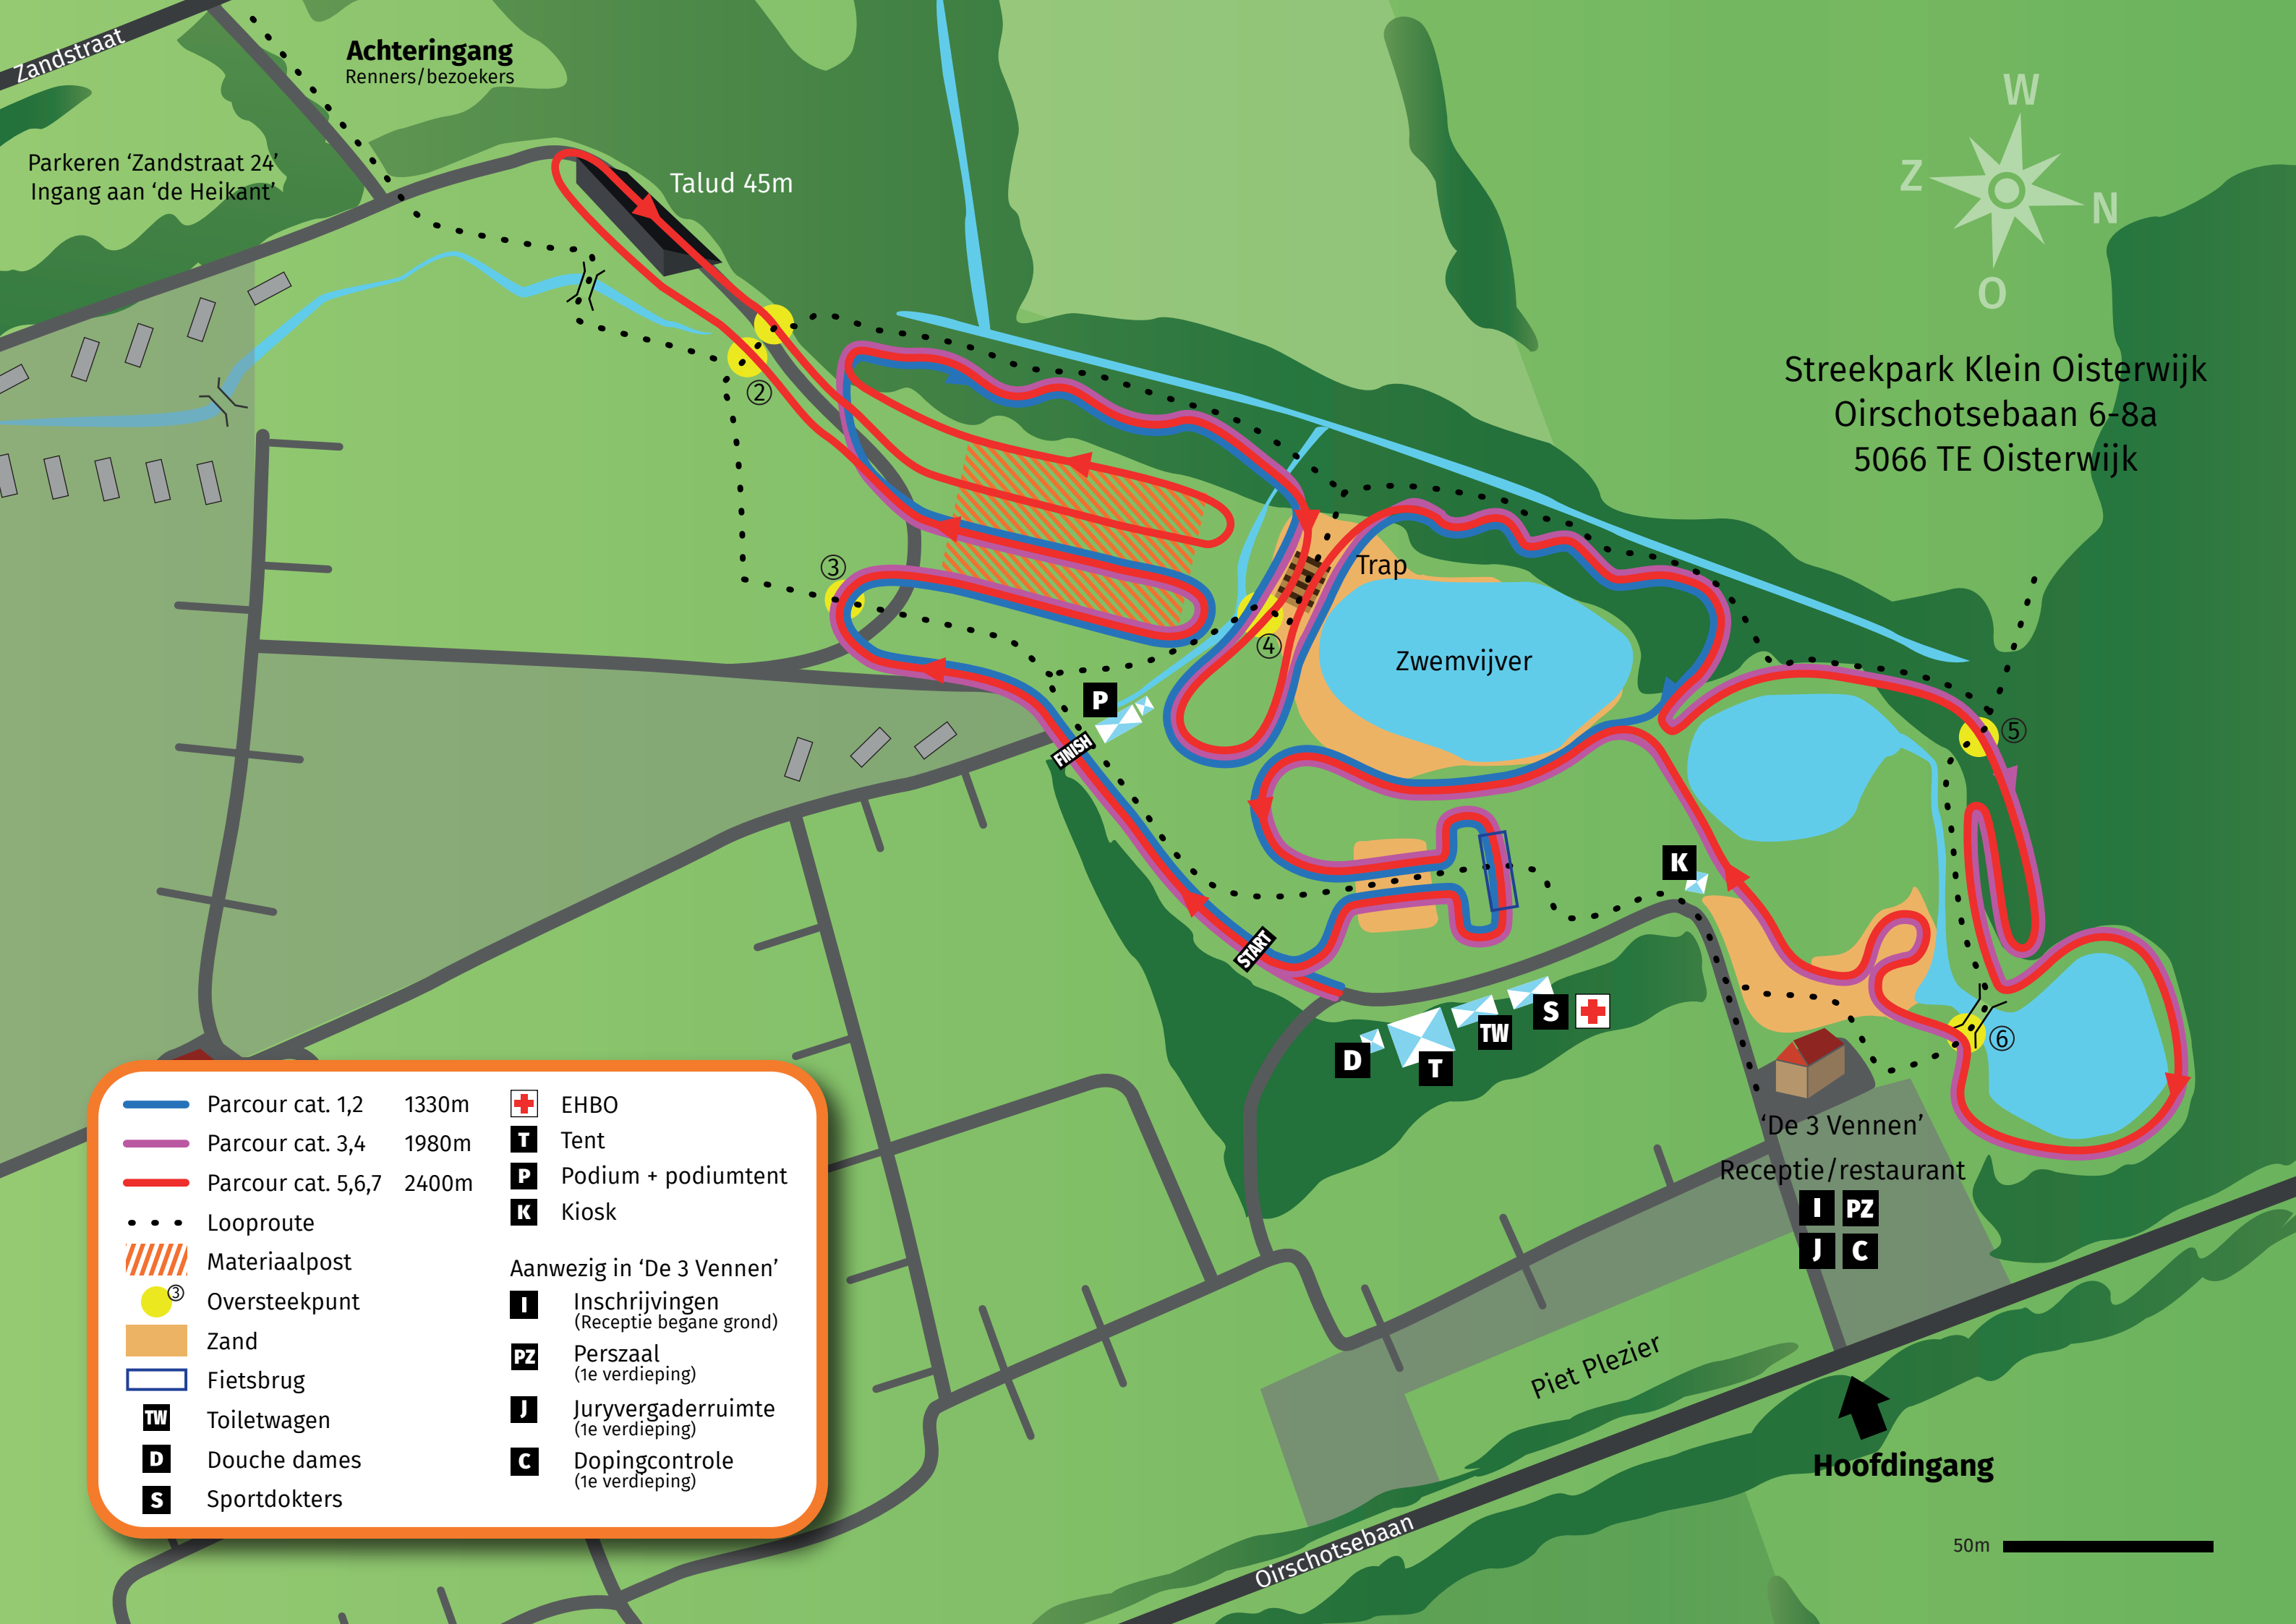 Zandstraat
Achteringang
Renners/bezoekers
Parkeren ‘Zandstraat 24’
Ingang aan ‘de Heikant’
Talud 45m
W
Z
N
O
Streekpark Klein Oisterwijk
Oirschotsebaan 6-8a
5066 TE Oisterwijk
②
③
Trap
④
Zwemvijver
P
FINISH
⑤
K
START
S
TW
D
T
⑥
‘De 3 Vennen’
Receptie/restaurant
I PZ
J C
Piet Plezier
Oirschotsebaan
Hoofdingang
50m
Parcour cat. 1,2 1330m
Parcour cat. 3,4 1980m
Parcour cat. 5,6,7 2400m
Looproute
Materiaalpost
③ Oversteekpunt
Zand
Fietsbrug
TW Toiletwagen
D Douche dames
S Sportdokters
EHBO
T Tent
P Podium + podiumtent
K Kiosk
Aanwezig in ‘De 3 Vennen’
I Inschrijvingen
(Receptie begane grond)
PZ Perszaal
(1e verdieping)
J Juryvergaderruimte
(1e verdieping)
C Dopingcontrole
(1e verdieping)